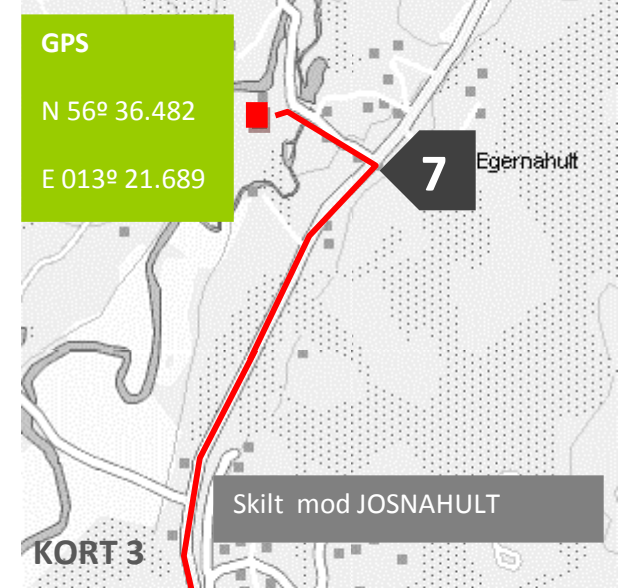 GPS
N 56º 36.482
E 013º 21.689
7
Egernahult
Skilt mod JOSNAHULT
KORT 3